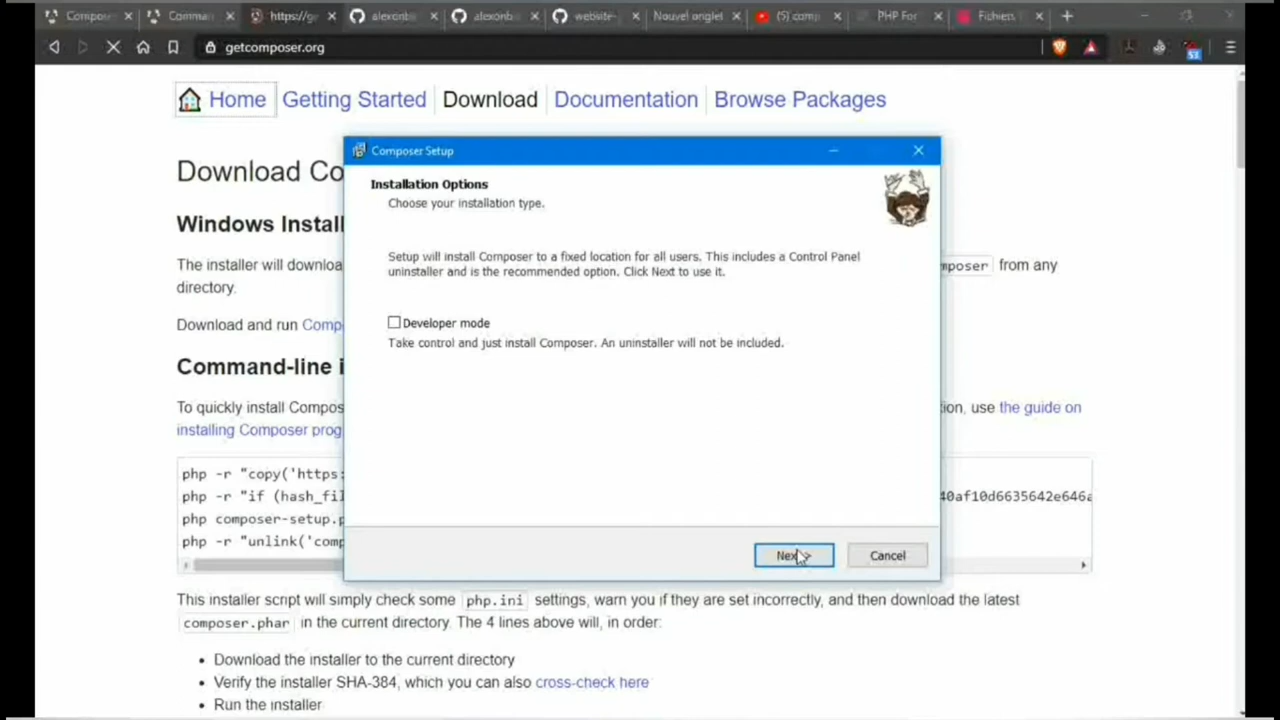 Compos
Comman
https://ge
alexonb
alexonb
website-
Nouvel onglet
(5) comp
PHP For
Fichiers
getcomposer.org
Home Getting Started Download Documentation Browse Packages
Download Co
Windows Instal
The installer will downloa
mposer from any
directory.
Download and run Comp
Command-line i
To quickly install Compos
tion, use the guide on
installing Composer prog
php -r "copy('https:
php -r "if (hash_fil
40af10d6635642e646a
php composer-setup.p
php -r "unlink('comp
This installer script will simply check some php.ini settings, warn you if they are set incorrectly, and then download the latest
composer.phar in the current directory. The 4 lines above will, in order:
• Download the installer to the current directory
• Verify the installer SHA-384, which you can also cross-check here
• Run the installer
Composer Setup
Installation Options
Choose your installation type.
Setup will install Composer to a fixed location for all users. This includes a Control Panel
uninstaller and is the recommended option. Click Next to use it.
Developer mode
Take control and just install Composer. An uninstaller will not be included.
Next >
Cancel